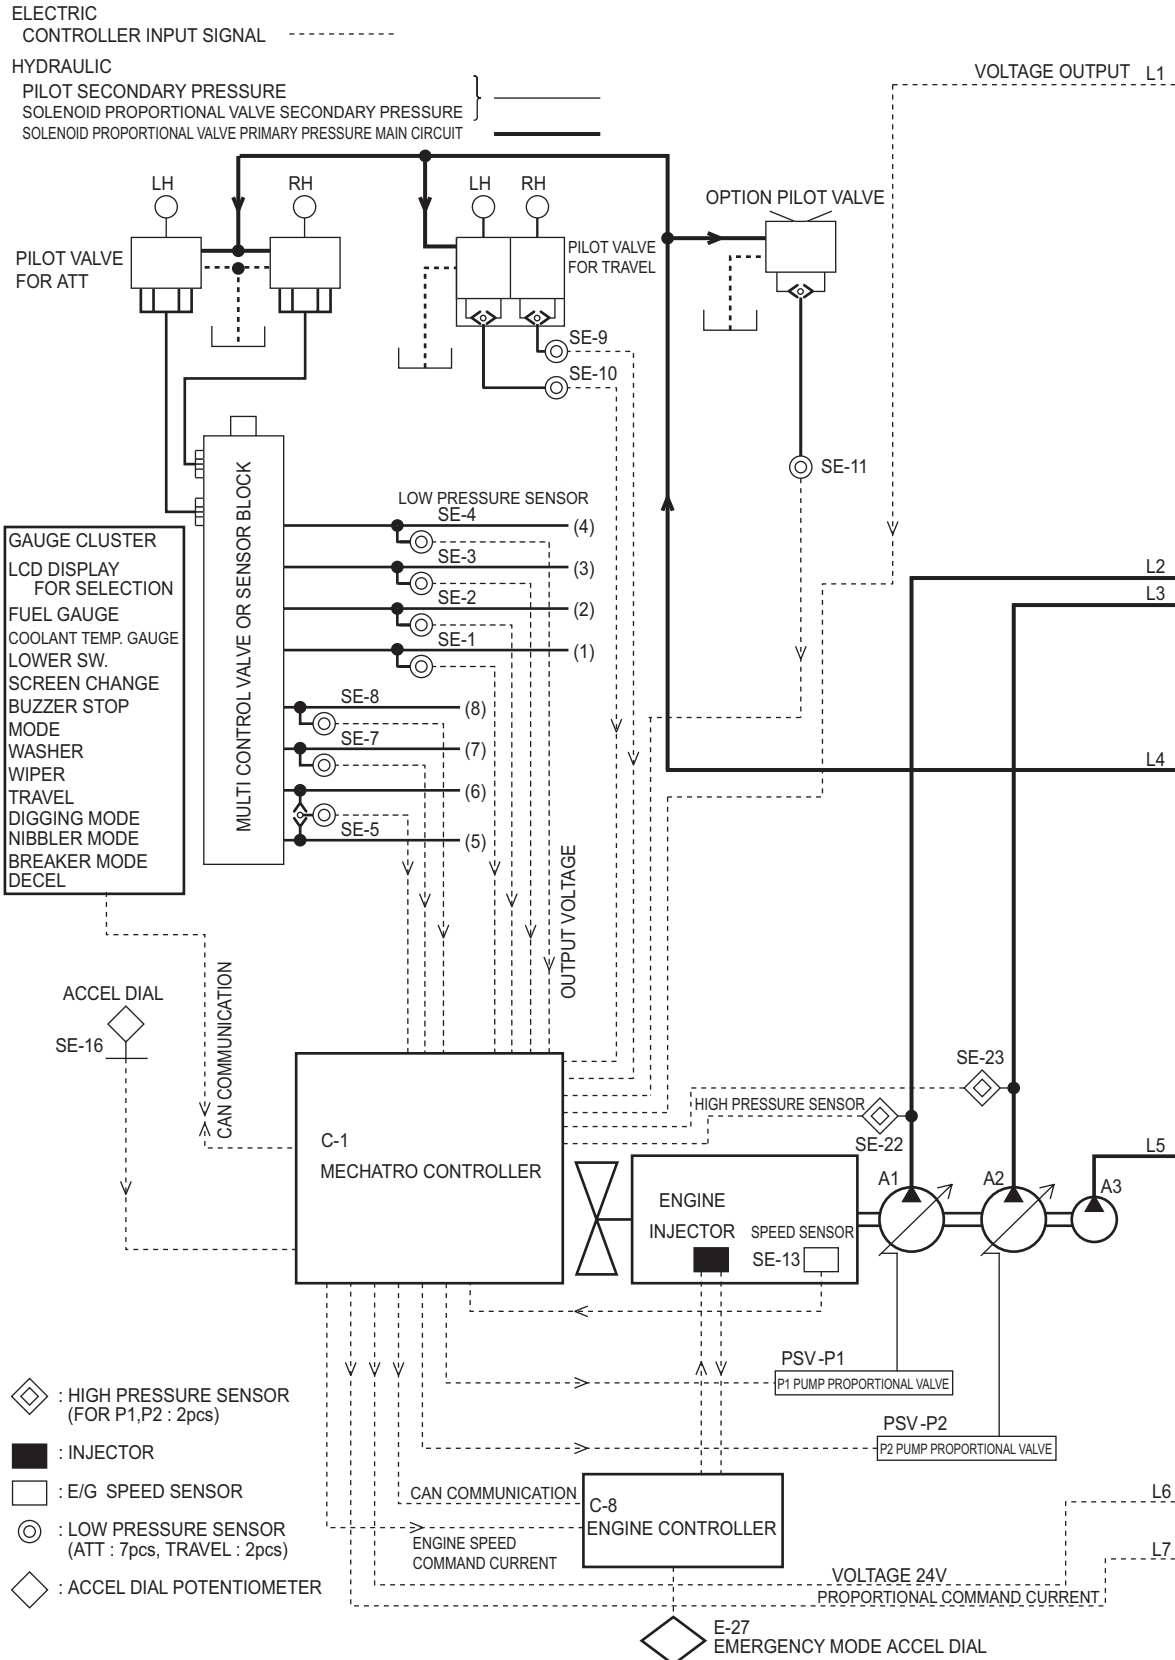 ELECTRIC
CONTROLLER INPUT SIGNAL
HYDRAULIC
PILOT SECONDARY PRESSURE
SOLENOID PROPORTIONAL VALVE SECONDARY PRESSURE
SOLENOID PROPORTIONAL VALVE PRIMARY PRESSURE MAIN CIRCUIT
VOLTAGE OUTPUT L1
LH
RH
LH
RH
OPTION PILOT VALVE
PILOT VALVE
FOR ATT
PILOT VALVE
FOR TRAVEL
SE-9
SE-10
SE-11
MULTI CONTROL VALVE OR SENSOR BLOCK
LOW PRESSURE SENSOR
SE-4
(4)
SE-3
(3)
SE-2
(2)
SE-1
(1)
SE-8
(8)
SE-7
(7)
(6)
SE-5
(5)
L2
L3
L4
GAUGE CLUSTER
LCD DISPLAY
FOR SELECTION
FUEL GAUGE
COOLANT TEMP. GAUGE
LOWER SW.
SCREEN CHANGE
BUZZER STOP
MODE
WASHER
WIPER
TRAVEL
DIGGING MODE
NIBBLER MODE
BREAKER MODE
DECEL
OUTPUT VOLTAGE
CAN COMMUNICATION
ACCEL DIAL
SE-16
C-1
MECHATRO CONTROLLER
SE-23
HIGH PRESSURE SENSOR
SE-22
L5
A1
A2
A3
ENGINE
INJECTOR
SPEED SENSOR
SE-13
PSV-P1
P1 PUMP PROPORTIONAL VALVE
PSV-P2
P2 PUMP PROPORTIONAL VALVE
: HIGH PRESSURE SENSOR
(FOR P1,P2 : 2pcs)
: INJECTOR
: E/G SPEED SENSOR
: LOW PRESSURE SENSOR
(ATT : 7pcs, TRAVEL : 2pcs)
: ACCEL DIAL POTENTIOMETER
CAN COMMUNICATION
C-8
ENGINE CONTROLLER
ENGINE SPEED
COMMAND CURRENT
L6
L7
VOLTAGE 24V
PROPORTIONAL COMMAND CURRENT
E-27
EMERGENCY MODE ACCEL DIAL